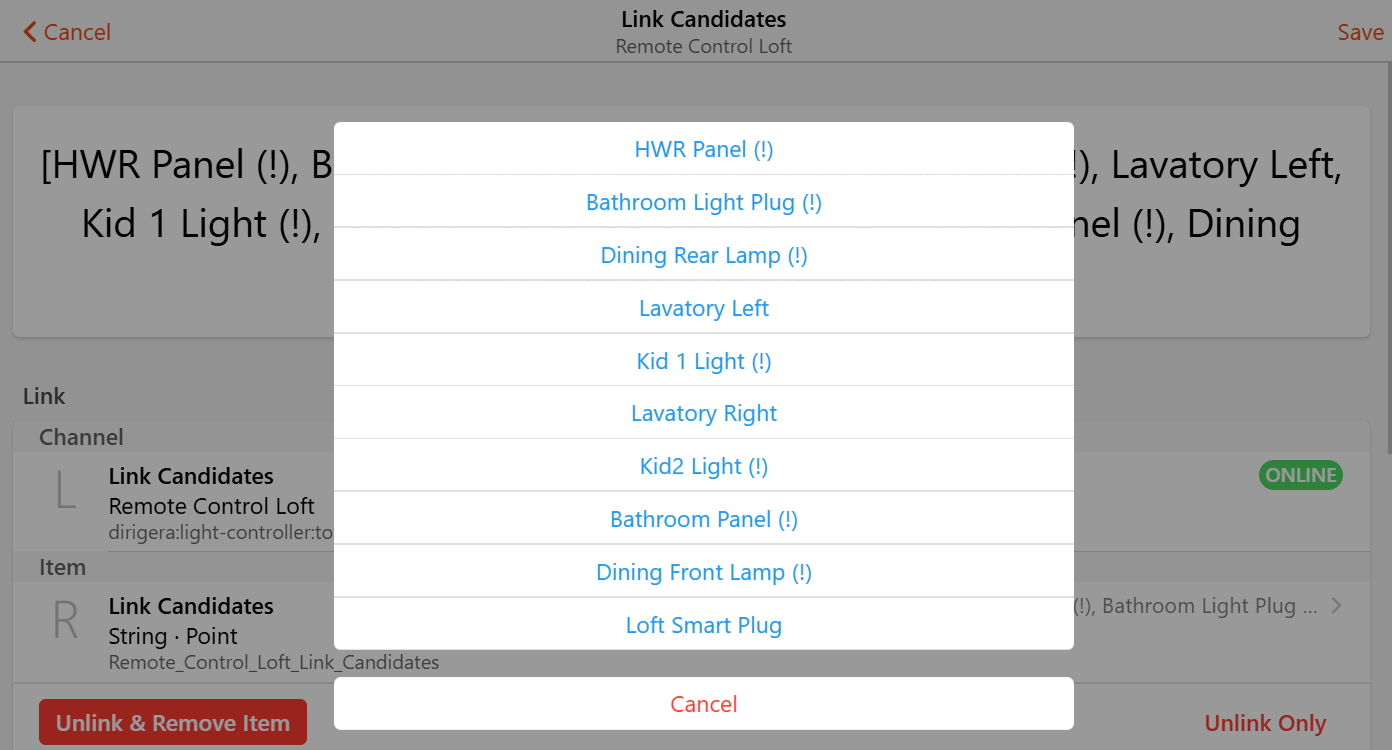 Cancel
Link Candidates
Remote Control Loft
Save
[HWR Panel (!), B
!), Lavatory Left,
Kid 1 Light (!),
nel (!), Dining
HWR Panel (!)
Bathroom Light Plug (!)
Dining Rear Lamp (!)
Lavatory Left
Kid 1 Light (!)
Lavatory Right
Kid2 Light (!)
Bathroom Panel (!)
Dining Front Lamp (!)
Loft Smart Plug
Cancel
Link
Channel
L
Link Candidates
Remote Control Loft
dirigera:light-controller:to
ONLINE
Item
R
Link Candidates
String · Point
Remote_Control_Loft_Link_Candidates
(!), Bathroom Light Plug ...
Unlink & Remove Item
Unlink Only